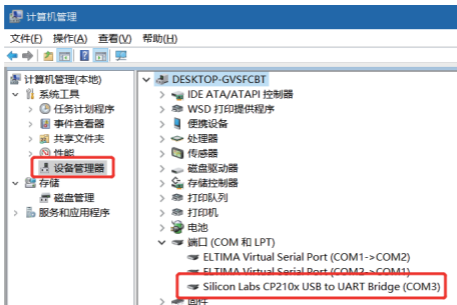 计算机管理
文件(F) 操作(A) 查看(V) 帮助(H)
计算机管理(本地)
系统工具
任务计划程序
事件查看器
共享文件夹
性能
设备管理器
存储
磁盘管理
服务和应用程序
DESKTOP-GVSFCBT
IDE ATA/ATAPI 控制器
WSD 打印提供程序
便携设备
处理器
传感器
磁盘驱动器
存储控制器
打印队列
打印机
电池
端口 (COM 和 LPT)
ELTIMA Virtual Serial Port (COM1->COM2)
ELTIMA Virtual Serial Port (COM2->COM1)
Silicon Labs CP210x USB to UART Bridge (COM3)
固件